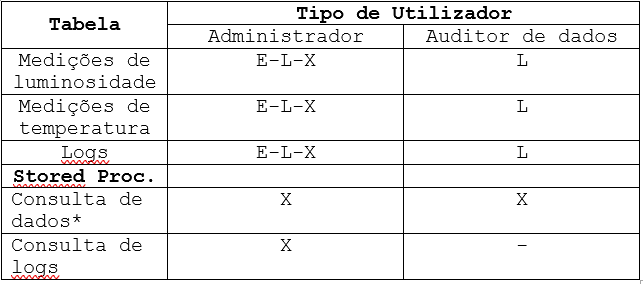 Tabela Tipo de Utilizador
Administrador Auditor de dados
Medições de luminosidade E-L-X L
Medições de temperatura E-L-X L
Logs E-L-X L
Stored Proc.
Consulta de dados* X X
Consulta de logs X -